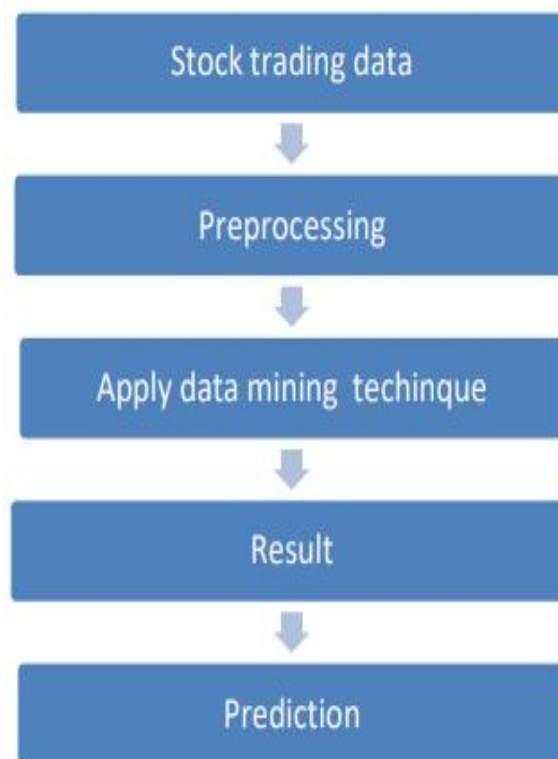 Stock trading data
Preprocessing
Apply data mining techinque
Result
Prediction